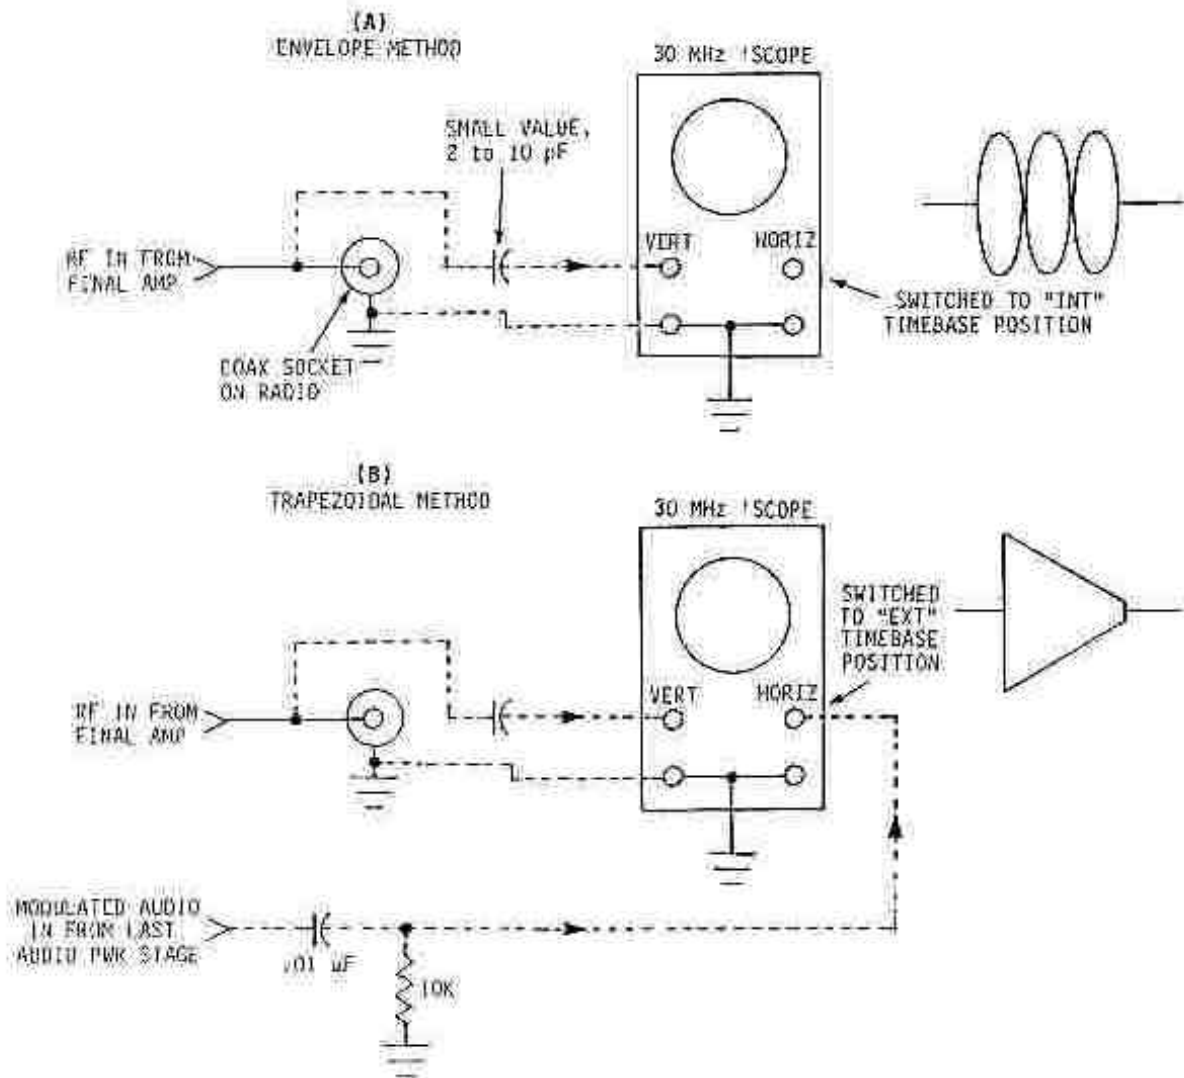 (A)
ENVELOPE METHOD
30 MHz 'SCOPE
SMALL VALUE,
2 to 10 pF
VERT
HORIZ
RF IN FROM
FINAL AMP
SWITCHED TO "INT"
TIMEBASE POSITION
COAX SOCKET
ON RADIO
(B)
TRAPEZOIDAL METHOD
30 MHz 'SCOPE
SWITCHED
TO "EXT"
TIMEBASE
POSITION
VERT
HORIZ
RF IN FROM
FINAL AMP
MODULATED AUDIO
IN FROM LAST
AUDIO PWR STAGE
.01 µF
10K